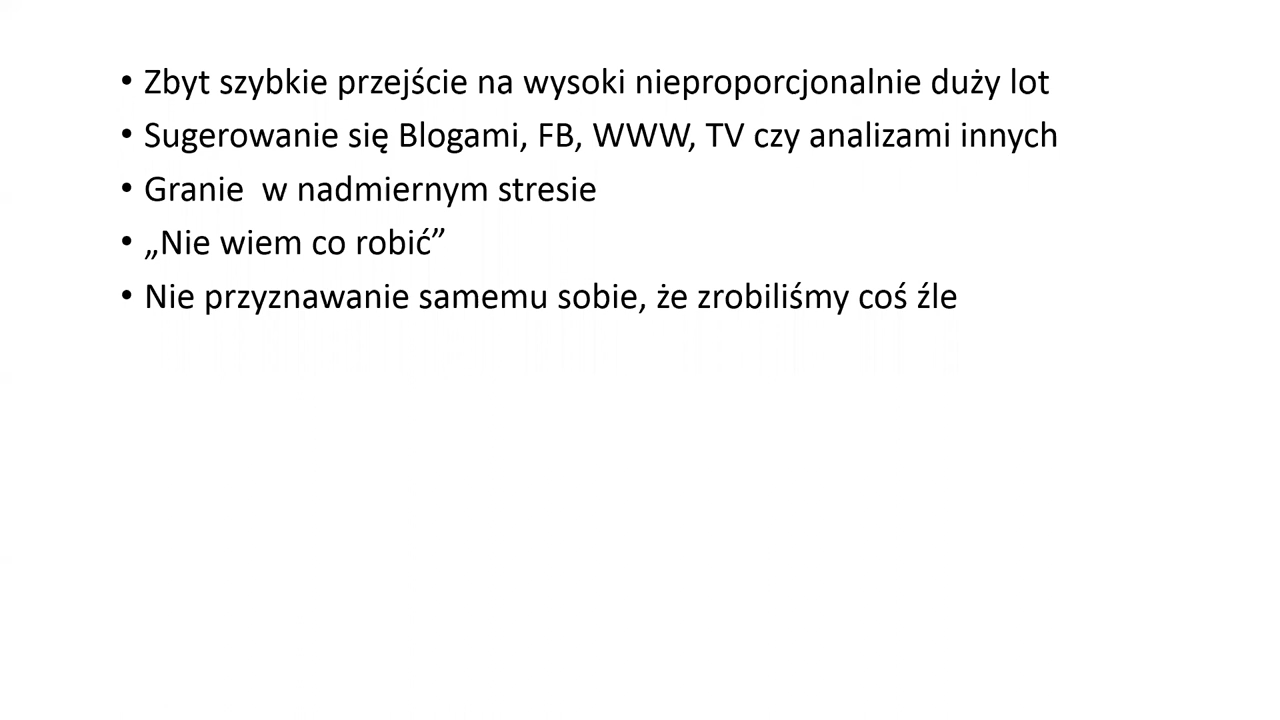 • Zbyt szybkie przejście na wysoki nieproporcjonalnie duży lot
• Sugerowanie się Blogami, FB, WWW, TV czy analizami innych
• Granie  w nadmiernym stresie
• „Nie wiem co robić”
• Nie przyznawanie samemu sobie, że zrobiliśmy coś źle